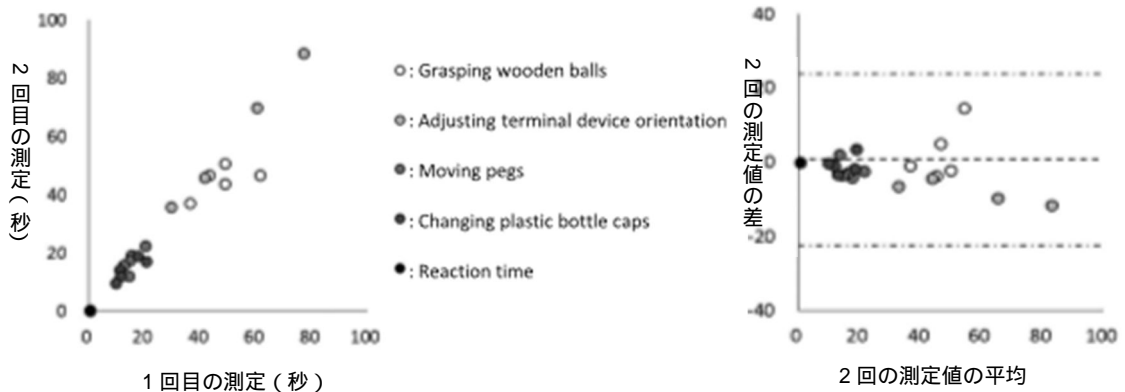 100
80
60
40
20
0
0 20 40 60 80 100
2回目の測定(秒)
1回目の測定(秒)
: Grasping wooden balls
: Adjusting terminal device orientation
: Moving pegs
: Changing plastic bottle caps
: Reaction time
40
20
0
-20
-40
0 20 40 60 80 100
2回の測定値の差
2回の測定値の平均